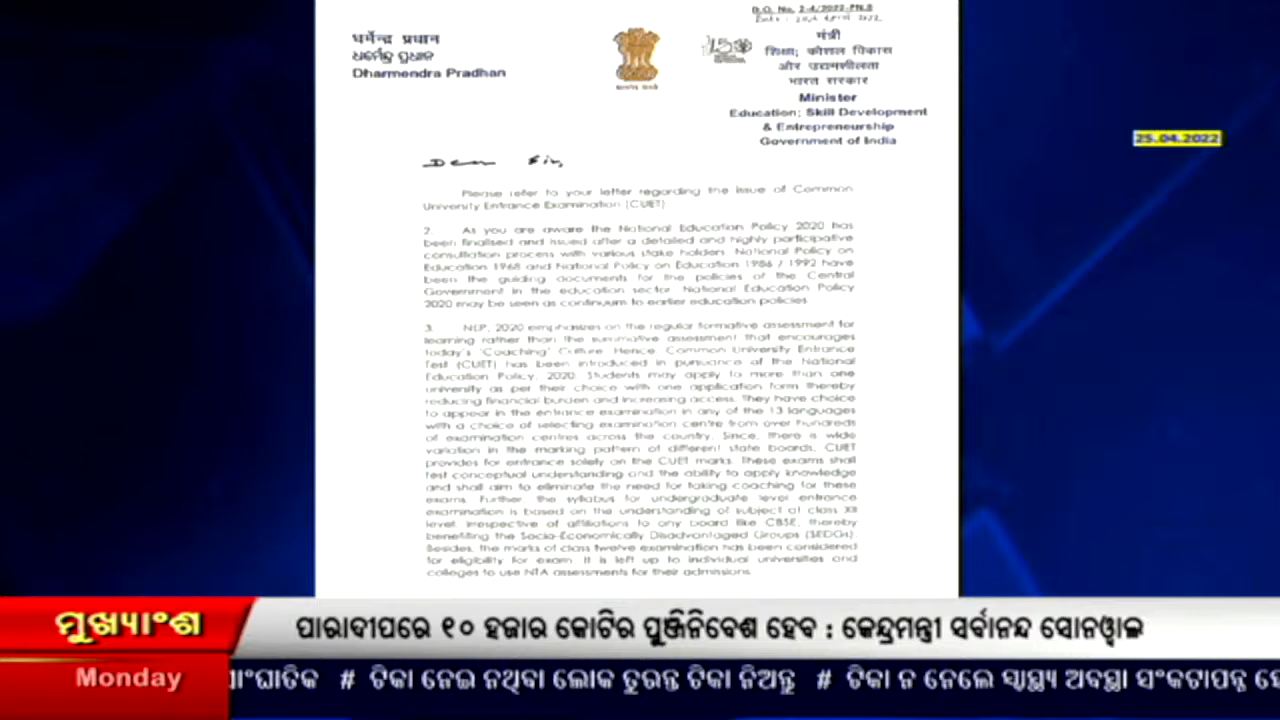 D.O. No. 2-4/2022-PN.II
धर्मेन्द्र प्रधान
ଧର୍ମେନ୍ଦ୍ର ପ୍ରଧାନ
Dharmendra Pradhan
मंत्री
शिक्षा; कौशल विकास
और उद्यमशीलता
भारत सरकार
Minister
Education; Skill Development
& Entrepreneurship
Government of India
25.04.2022
Dear Sir,
Please refer to your letter regarding the issue of Common
University Entrance Examination (CUET)
2. As you are aware the National Education Policy 2020 has
been finalised and issued after a detailed and highly participative
consultation process with various stake holders. National Policy on
Education 1968 and National Policy on Education 1986 / 1992 have
been the guiding documents for the policies of the Central
Government in the education sector. National Education Policy
2020 may be seen as continuum to earlier education policies.
3. NEP, 2020 emphasizes on the regular formative assessment for
learning rather than the summative assessment that encourages
today's 'Coaching' Culture. Hence Common University Entrance
Test (CUET) has been introduced in pursuance of the National
Education Policy, 2020. Students may apply to more than one
university as per their choice with one application form thereby
reducing financial burden and increasing access. They have choice
to appear in the entrance examination in any of the 13 languages
with a choice of selecting examination centre from over hundreds
of examination centres across the country. Since, there is wide
variation in the marking pattern of different state boards, CUET
provides for entrance solely on the CUET marks. These exams shall
test conceptual understanding and the ability to apply knowledge
and shall aim to eliminate the need for taking coaching for these
exams. Further the syllabus for undergraduate level entrance
examination is based on the understanding of subject at class XII
level, irrespective of affiliations to any board like CBSE, thereby
benefitting the Socio-Economically Disadvantaged Groups (SEDGs).
Besides, the marks of class twelve examination has been considered
for eligibility for exam. It is left up to individual universities and
colleges to use NTA assessments for their admissions.
ମୁଖ୍ୟାଂଶ
ପାରାଦୀପରେ ୧୦ ହଜାର କୋଟିର ପୁଞ୍ଜିନିବେଶ ହେବ : କେନ୍ଦ୍ରମନ୍ତ୍ରୀ ସର୍ବାନନ୍ଦ ସୋନୱାଲ
Monday
ସାଂଘାତିକ # ଟିକା ନେଇ ନଥିବା ଲୋକ ତୁରନ୍ତ ଟିକା ନିଅନ୍ତୁ # ଟିକା ନ ନେଲେ ସ୍ୱାସ୍ଥ୍ୟ ଅବସ୍ଥା ସଂକଟାପନ୍ନ ହେ